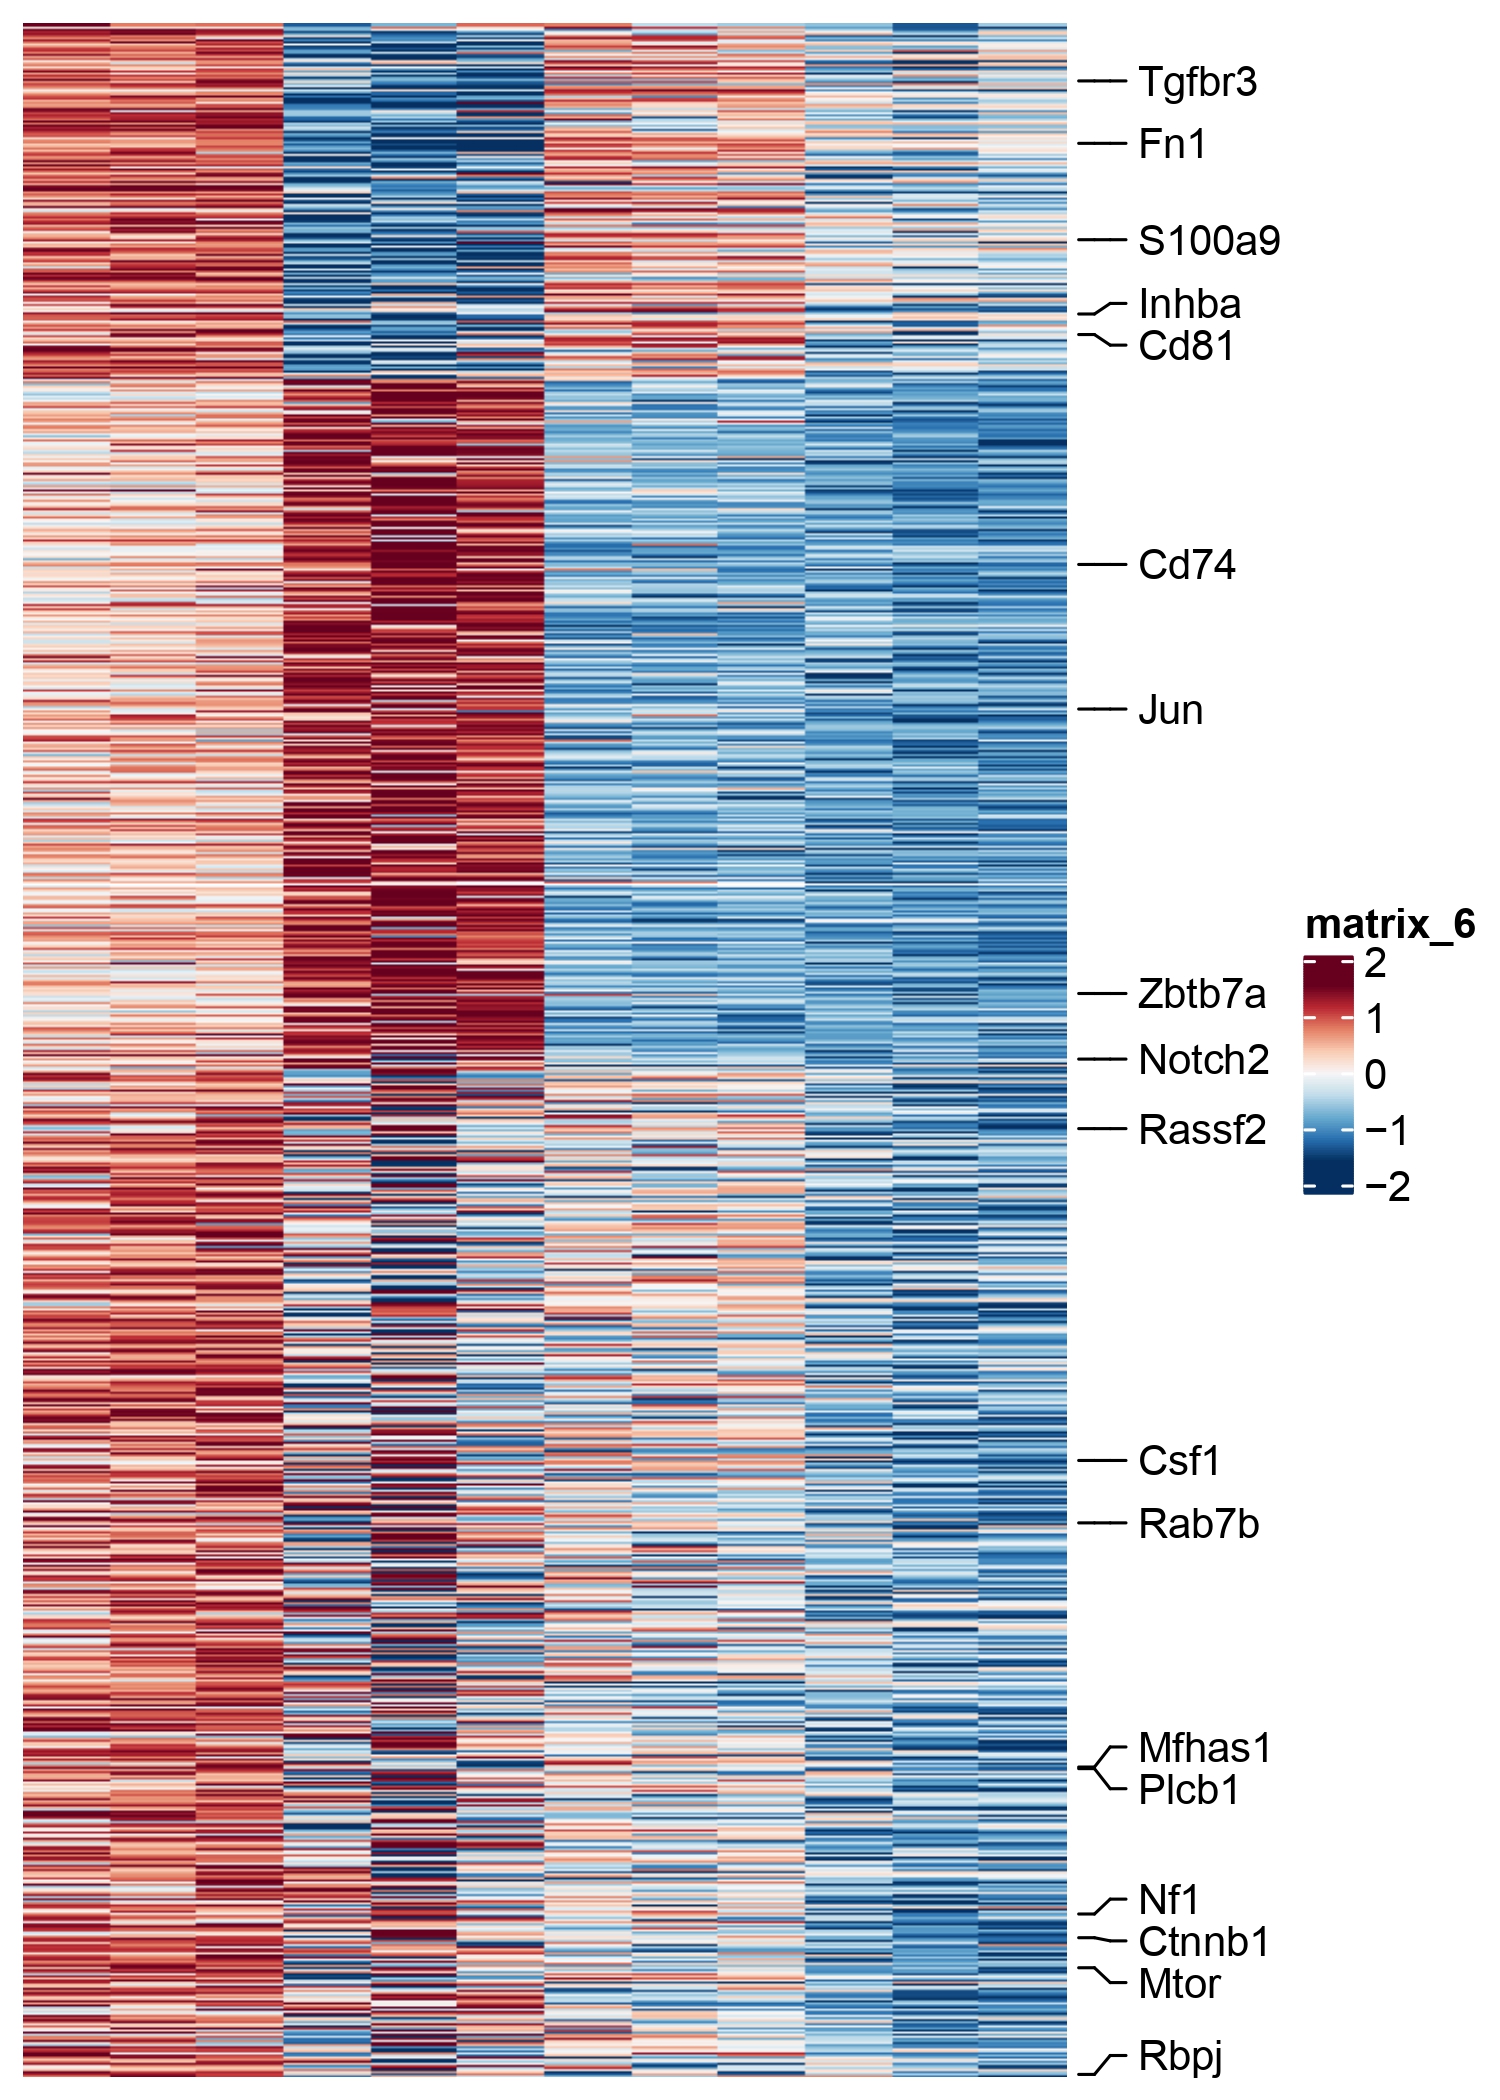 Tgfbr3
Fn1
S100a9
Inhba
Cd81
Cd74
Jun
Zbtb7a
Notch2
Rassf2
Csf1
Rab7b
Mfhas1
Plcb1
Nf1
Ctnnb1
Mtor
Rbpj
matrix_6
2
1
0
−1
−2